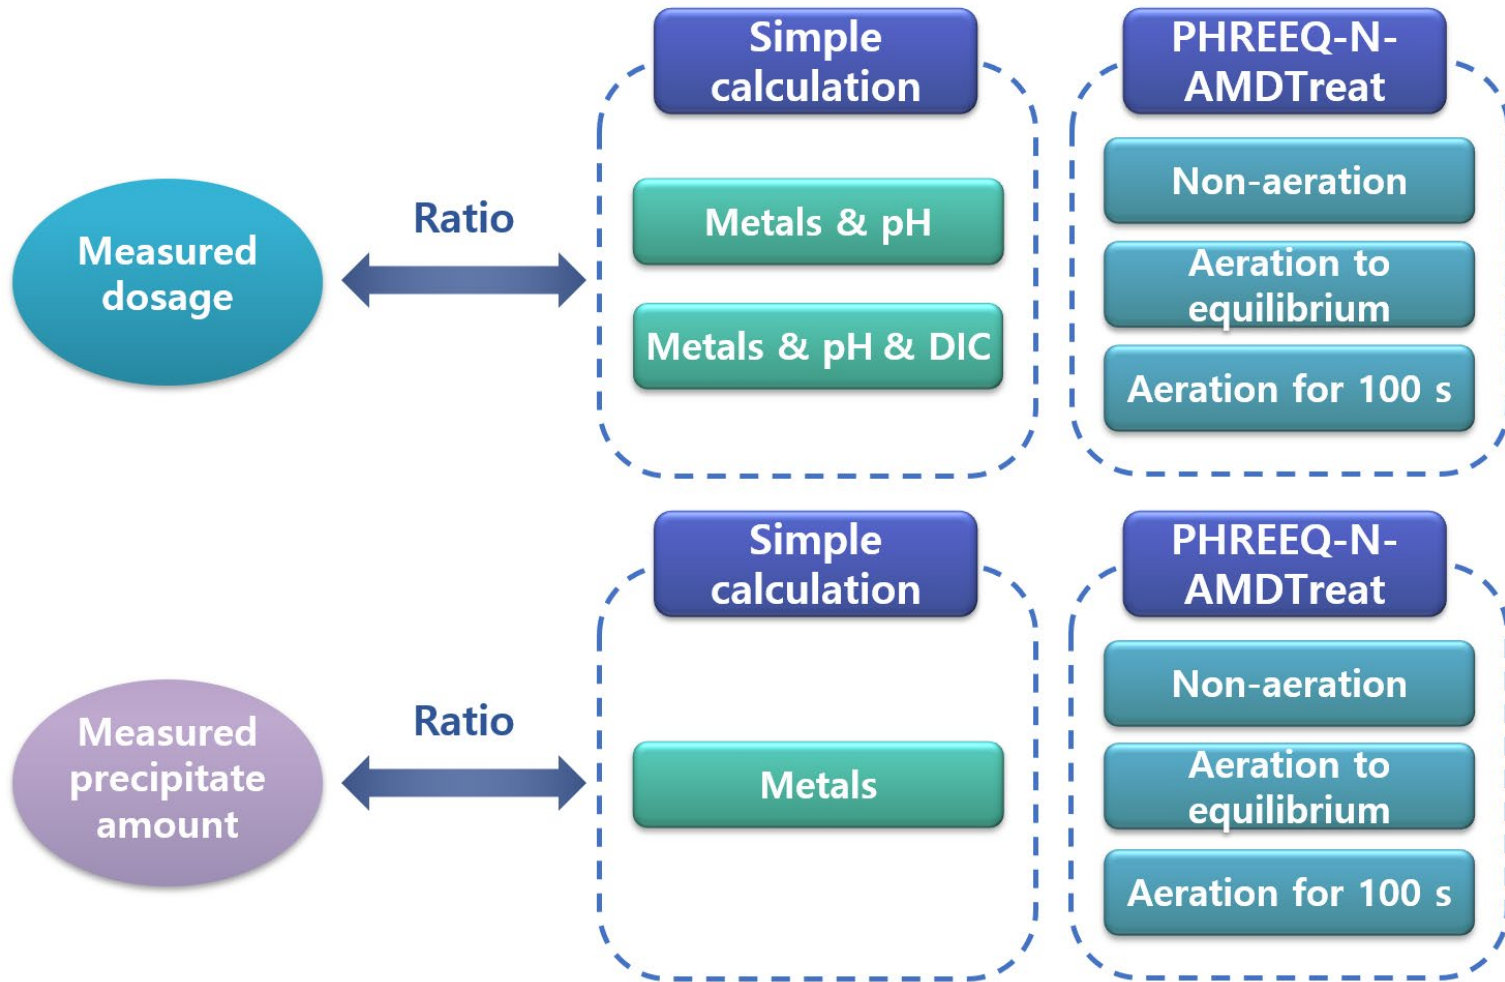 Simple
calculation
PHREEQ-N-
AMDTreat
Measured
dosage
Ratio
Metals & pH
Metals & pH & DIC
Non-aeration
Aeration to
equilibrium
Aeration for 100 s
Simple
calculation
PHREEQ-N-
AMDTreat
Measured
precipitate
amount
Ratio
Metals
Non-aeration
Aeration to
equilibrium
Aeration for 100 s